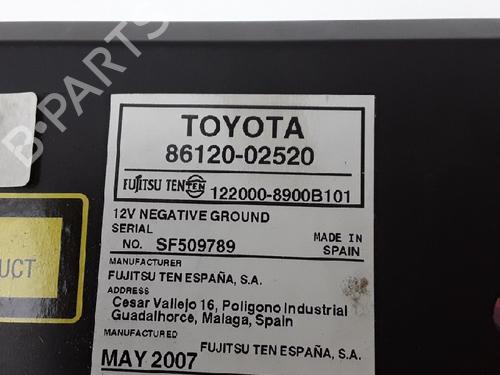 TOYOTA
86120-02520
FUJITSU TEN TEN 122000-8900B101
12V NEGATIVE GROUND
SERIAL
NO. SF509789
MADE IN
SPAIN
MANUFACTURER
FUJITSU TEN ESPAÑA, S.A.
ADDRESS
Cesar Vallejo 16, Poligono Industrial
Guadalhorce, Malaga, Spain
MANUFACTURED
FUJITSU TEN ESPAÑA, S.A.
MAY 2007
UCT
B-PARTS